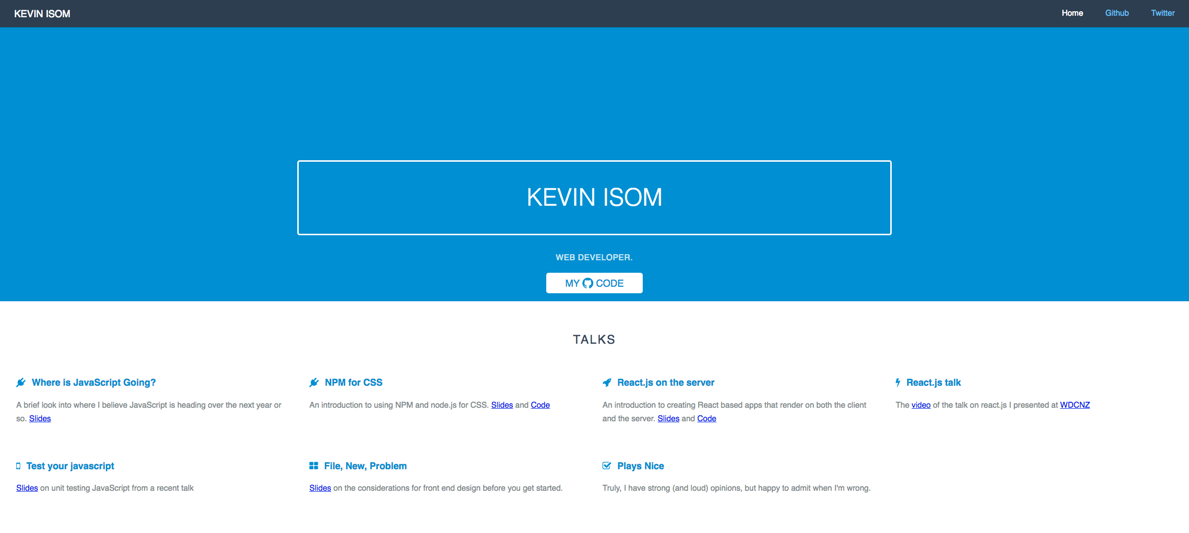 KEVIN ISOM
Home Github Twitter
KEVIN ISOM
WEB DEVELOPER.
MY CODE
TALKS
Where is JavaScript Going?
A brief look into where I believe JavaScript is heading over the next year or
so. Slides
NPM for CSS
An introduction to using NPM and node.js for CSS. Slides and Code
React.js on the server
An introduction to creating React based apps that render on both the client
and the server. Slides and Code
React.js talk
The video of the talk on react.js I presented at WDCNZ
Test your javascript
Slides on unit testing JavaScript from a recent talk
File, New, Problem
Slides on the considerations for front end design before you get started.
Plays Nice
Truly, I have strong (and loud) opinions, but happy to admit when I'm wrong.